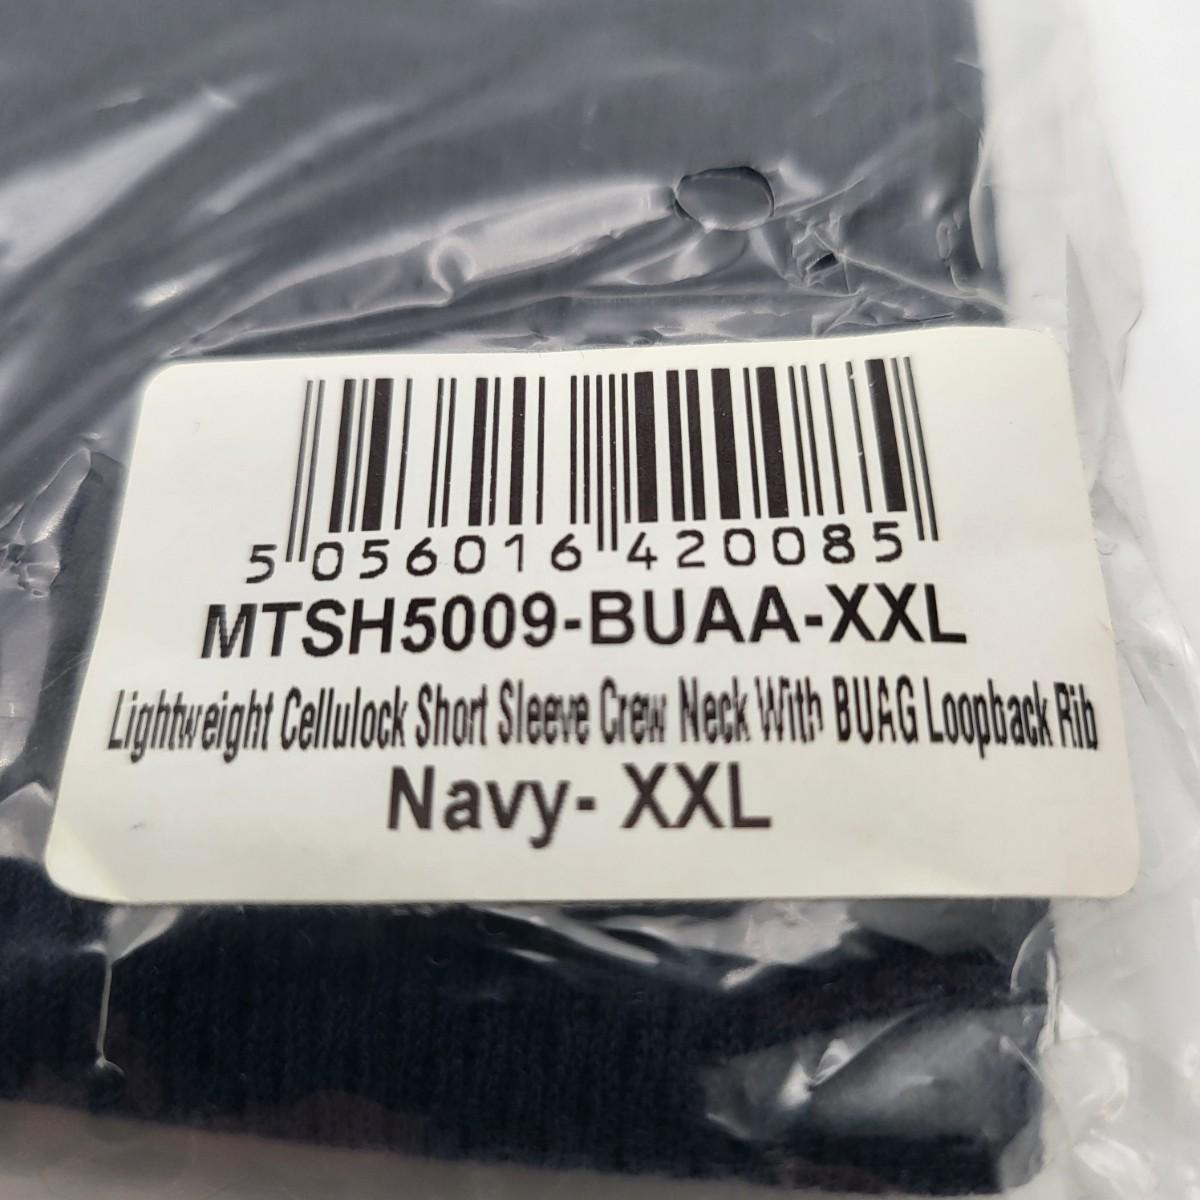 5 056016 420085
MTSH5009-BUAA-XXL
Lightweight Cellulock Short Sleeve Crew Neck With BUAG Loopback Rib
Navy- XXL